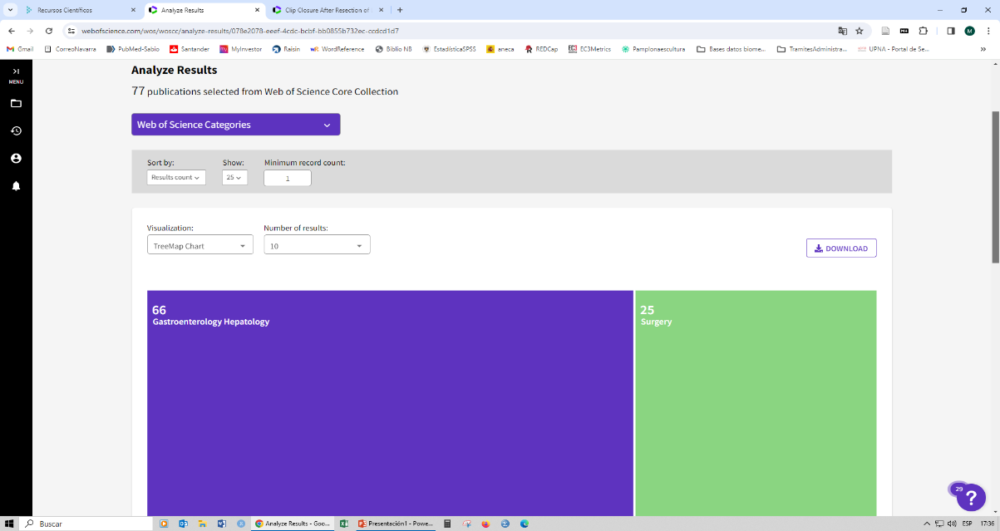 Recursos Científicos
Analyze Results
Clip Closure After Resection of
webofscience.com/wos/woscc/analyze-results/078e2078-eeef-4cdc-bcbf-bb0855b732ec-ccdcd1d7
Gmail CorreoNavarra PubMed-Sabio Santander MyInvestor Raisin WordReference Biblio NB EstadísticaSPSS aneca REDCap EC3Metrics Pamplonaescultura Bases datos biome... TramitesAdministra... UPNA - Portal de Se...
MENU
Analyze Results
77 publications selected from Web of Science Core Collection
Web of Science Categories
Sort by: Show: Minimum record count:
Results count 25 1
Visualization: Number of results:
TreeMap Chart 10
DOWNLOAD
66
Gastroenterology Hepatology
25
Surgery
29
?
Buscar
Analyze Results - Goo...
Presentación1 - Powe...
ESP 17:36